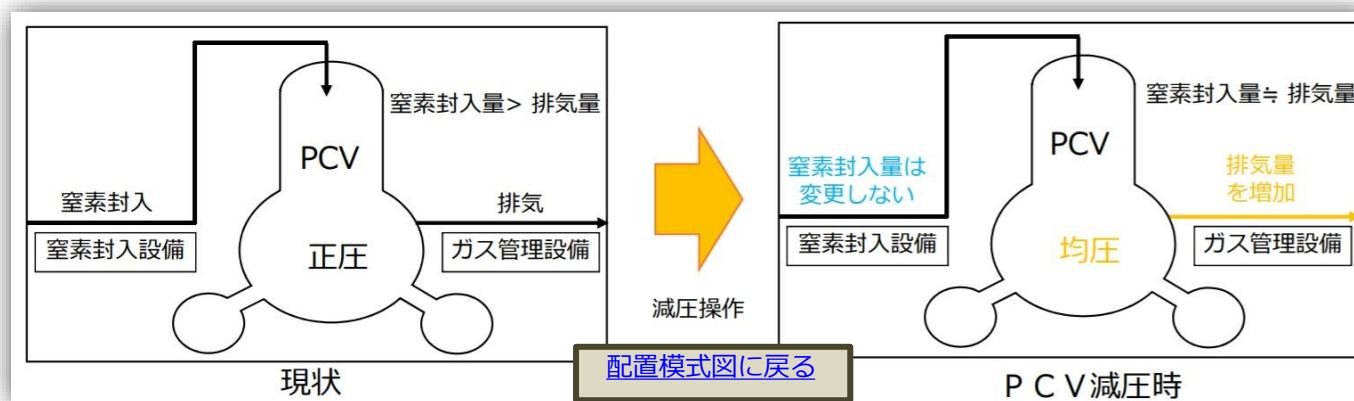 窒素封入量> 排気量
PCV
窒素封入
排気
窒素封入設備
正圧
ガス管理設備
現状
減圧操作
配置模式図に戻る
窒素封入量≒ 排気量
PCV
窒素封入量は
変更しない
排気量
を増加
窒素封入設備
均圧
ガス管理設備
ＰＣＶ減圧時